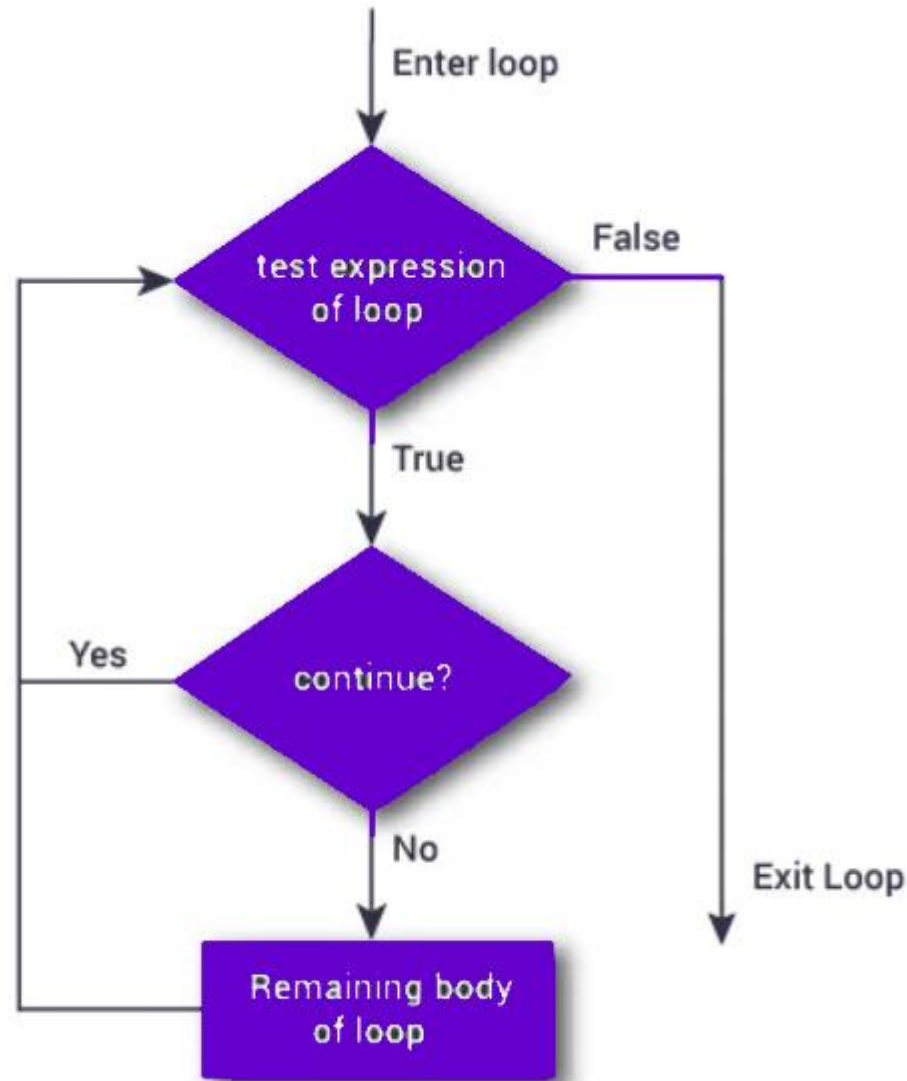 Enter loop
False
test expression
of loop
True
Yes
continue?
No
Exit Loop
Remaining body
of loop